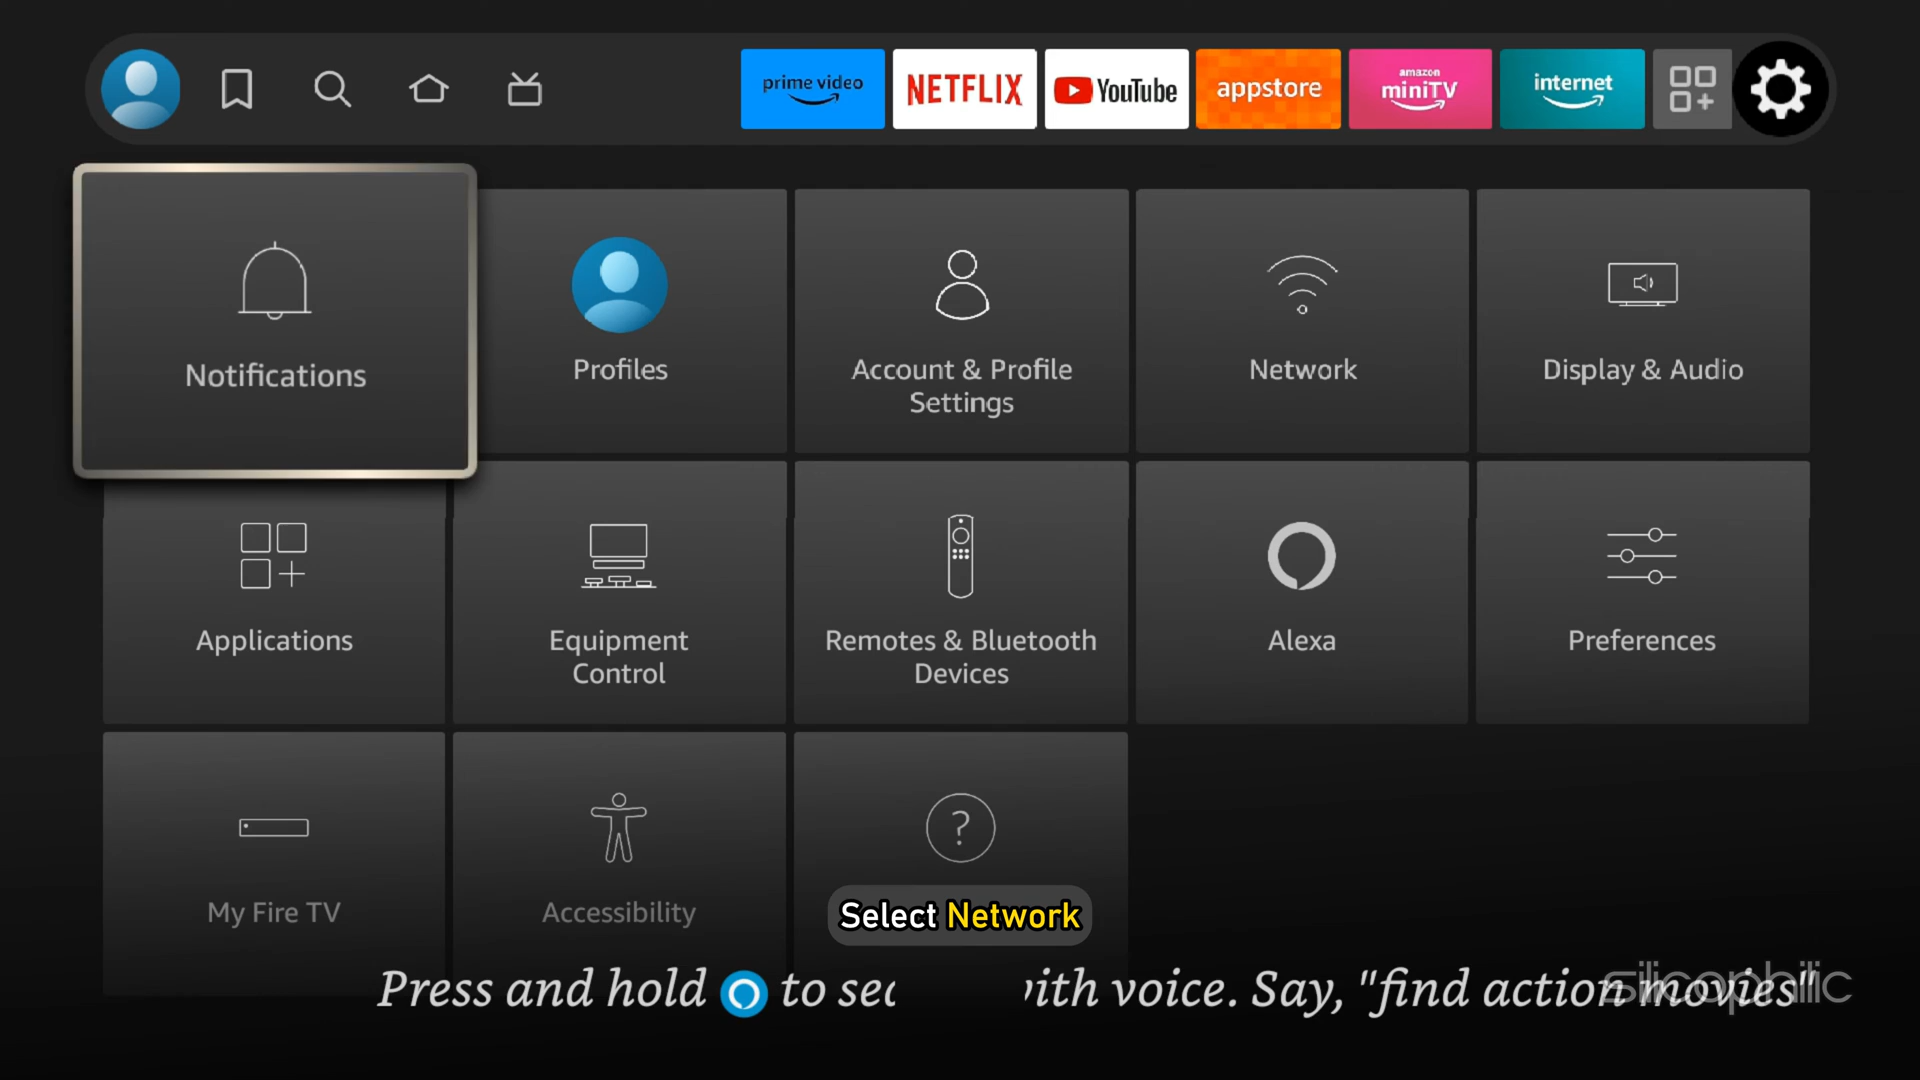 prime video
NETFLIX
YouTube
appstore
amazon
miniTV
internet
Notifications
Profiles
Account & Profile
Settings
Network
Display & Audio
Applications
Equipment
Control
Remotes & Bluetooth
Devices
Alexa
Preferences
My Fire TV
Accessibility
?
Select Network
Press and hold to sea with voice. Say, "find action movies"
silicophilic